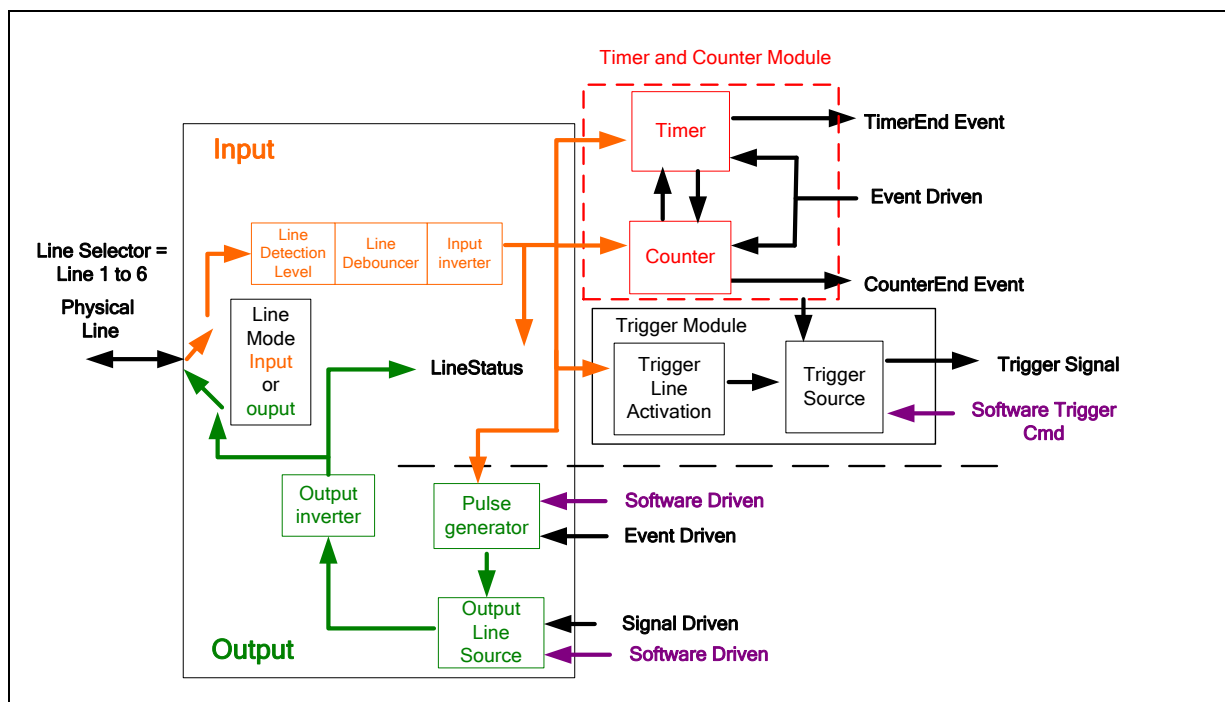 Timer and Counter Module
Input
Timer
TimerEnd Event
Event Driven
Line Selector =
Line 1 to 6
Physical
Line
Line
Detection
Level
Line
Debouncer
Input
inverter
Counter
CounterEnd Event
Line
Mode
Input
or
ouput
LineStatus
Trigger Module
Trigger
Line
Activation
Trigger
Source
Trigger Signal
Software Trigger
Cmd
Output
inverter
Pulse
generator
Software Driven
Event Driven
Output
Line
Source
Signal Driven
Software Driven
Output